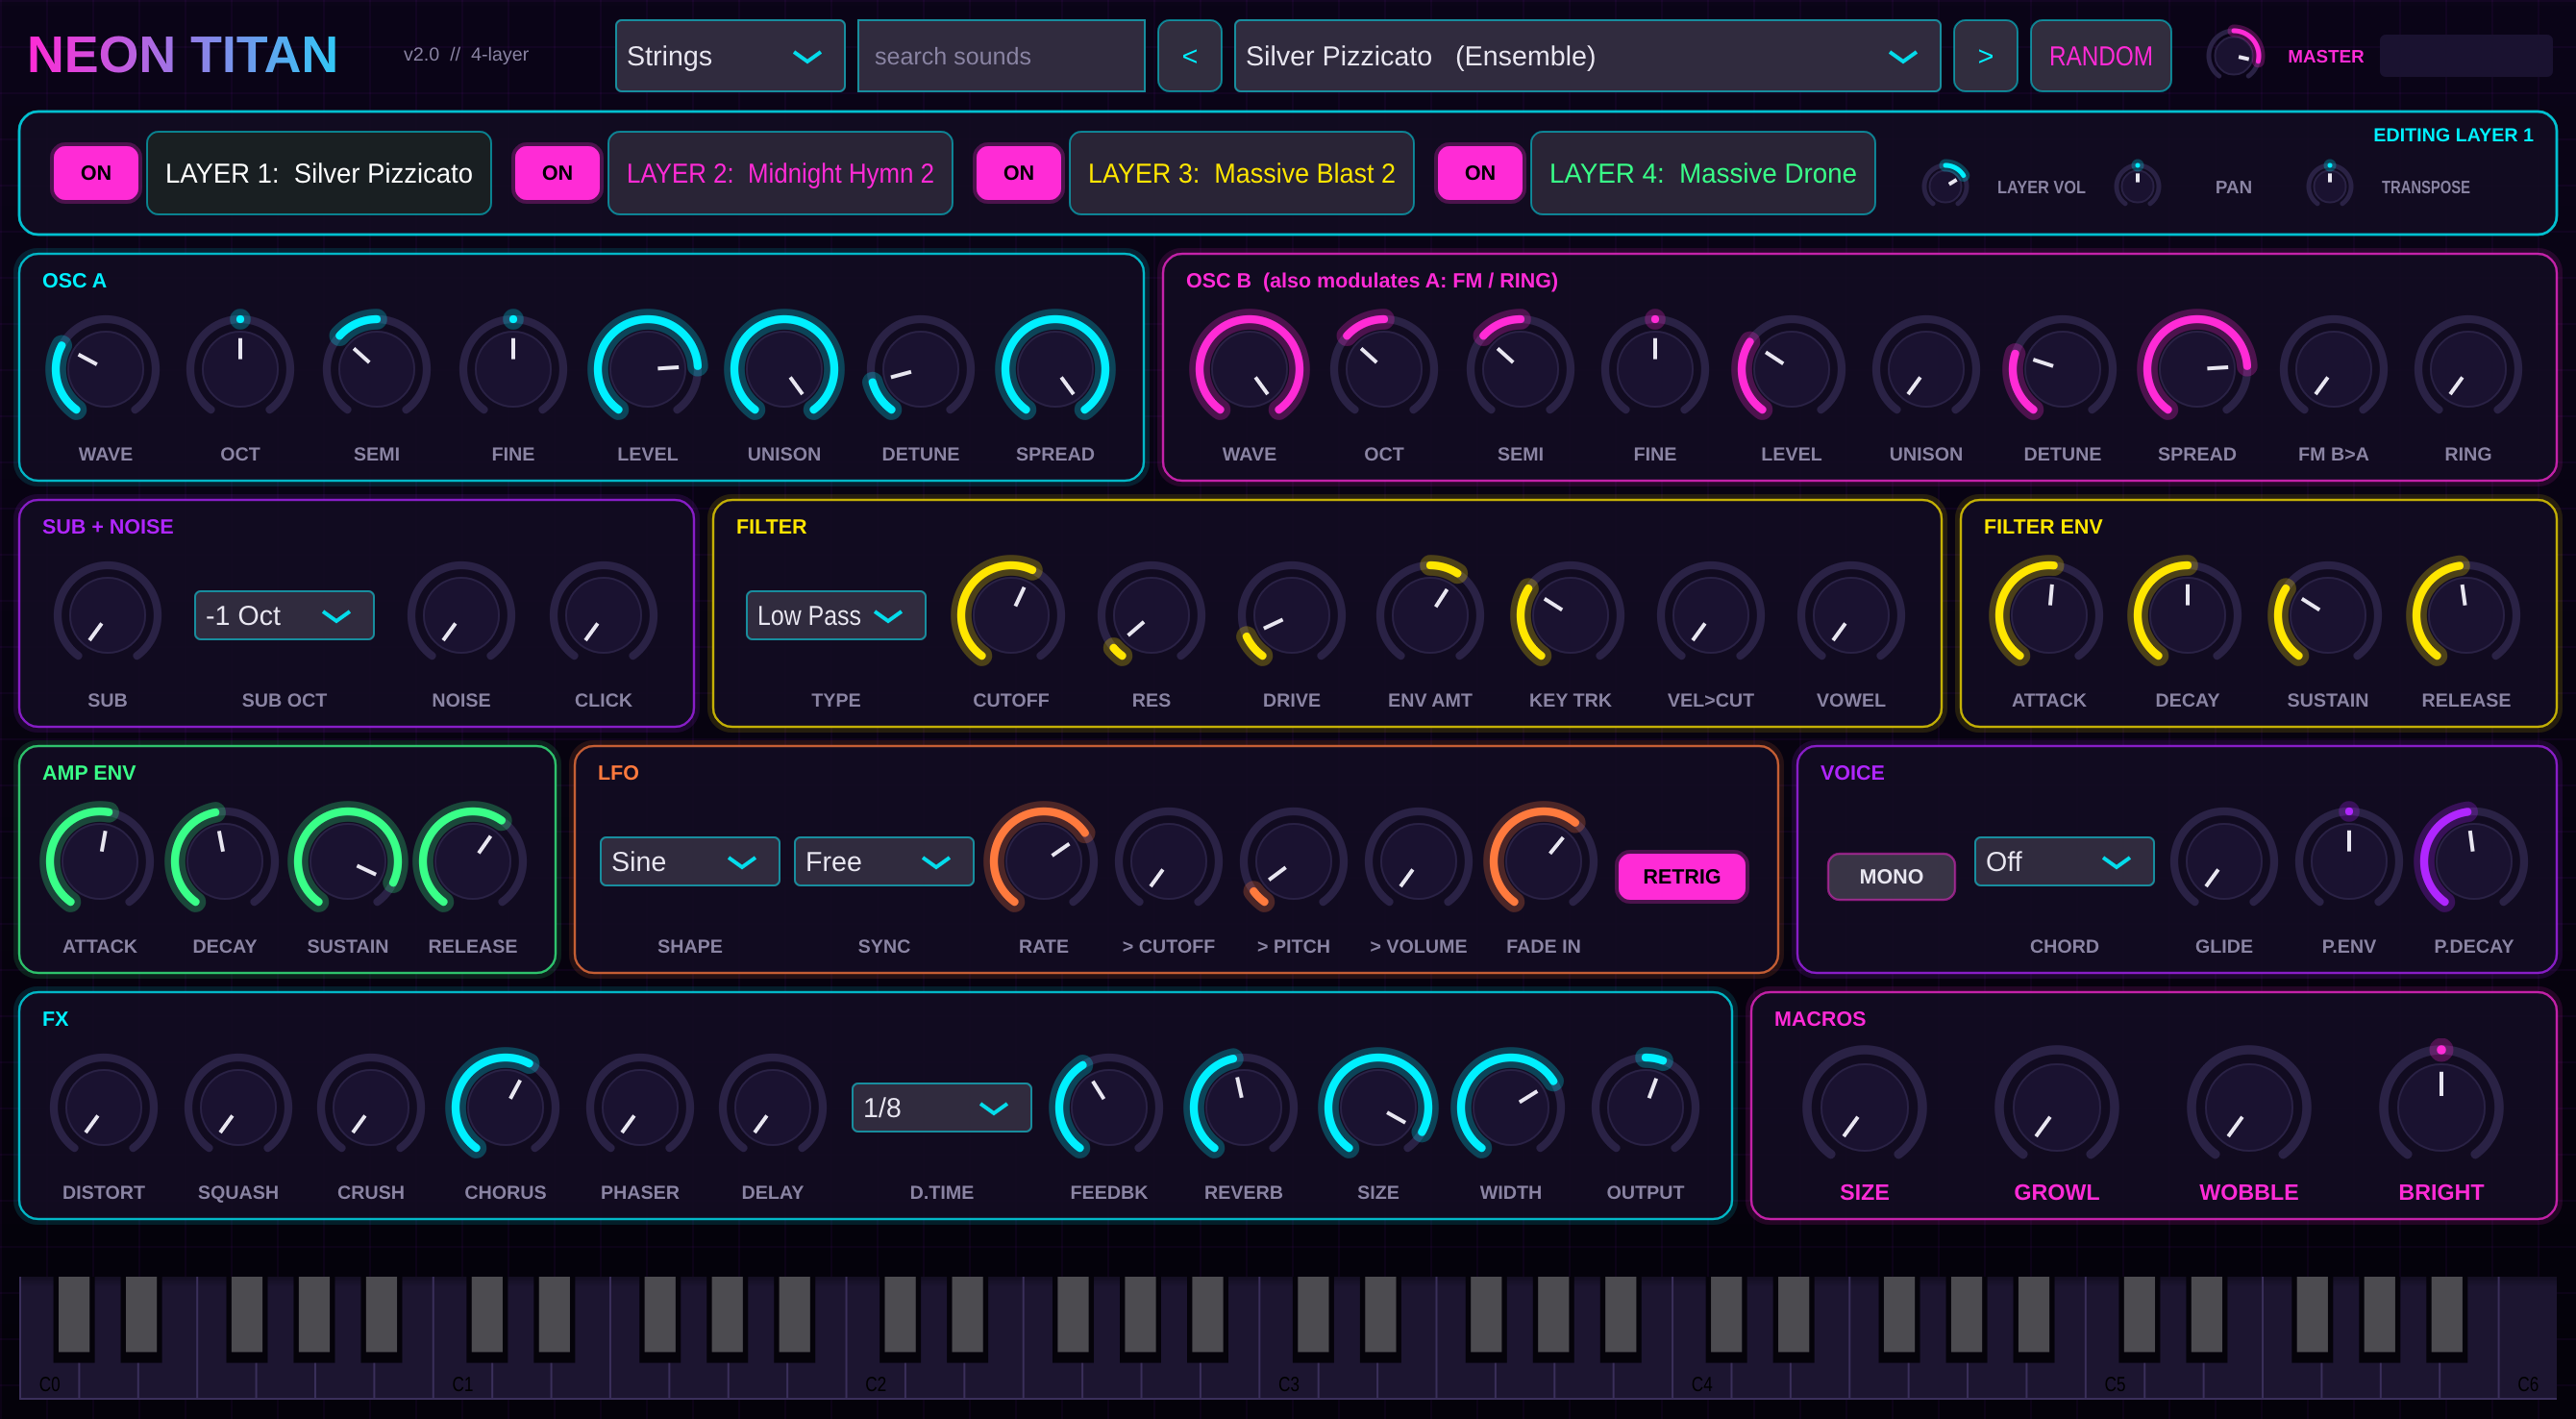 NEON TITAN v2.0 // 4-layer Strings search sounds < Silver Pizzicato (Ensemble) > RANDOM MASTER
EDITING LAYER 1
ON LAYER 1: Silver Pizzicato ON LAYER 2: Midnight Hymn 2 ON LAYER 3: Massive Blast 2 ON LAYER 4: Massive Drone LAYER VOL PAN TRANSPOSE
OSC A
WAVE OCT SEMI FINE LEVEL UNISON DETUNE SPREAD
OSC B (also modulates A: FM / RING)
WAVE OCT SEMI FINE LEVEL UNISON DETUNE SPREAD FM B>A RING
SUB + NOISE
-1 Oct
SUB SUB OCT NOISE CLICK
FILTER
Low Pass
TYPE CUTOFF RES DRIVE ENV AMT KEY TRK VEL>CUT VOWEL
FILTER ENV
ATTACK DECAY SUSTAIN RELEASE
AMP ENV
ATTACK DECAY SUSTAIN RELEASE
LFO
Sine Free RETRIG
SHAPE SYNC RATE > CUTOFF > PITCH > VOLUME FADE IN
VOICE
MONO Off
CHORD GLIDE P.ENV P.DECAY
FX
1/8
DISTORT SQUASH CRUSH CHORUS PHASER DELAY D.TIME FEEDBK REVERB SIZE WIDTH OUTPUT
MACROS
SIZE GROWL WOBBLE BRIGHT
C0 C1 C2 C3 C4 C5 C6